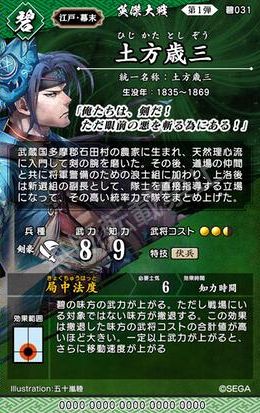 碧
江戸・幕末
英傑大戦
第1弾
碧031
ひじ かた とし ぞう
土方歳三
統一名称：土方歳三
生没年：1835～1869
「俺たちは、剣だ！
ただ眼前の悪を斬る為にある！」
武蔵国多摩郡石田村の農家に生まれ、天然理心流
に入門して剣の腕を磨いた。その後、道場の仲間
と共に将軍警備のための浪士組に加わり、上洛後
は新選組の副長として、隊士を直接指導する立場
になって、その高い統率力で隊をまとめ上げた。
兵種 武力 知力 武将コスト
剣豪 8 9 特技 伏兵
きょくちゅうはっと
局中法度
必要士気 6
効果時間 知力時間
効果範囲
碧の味方の武力が上がる。ただし戦場にい
る対象ではない味方が撤退する。この効果
は撤退した味方の武将コストの合計値が高
いほど大きい。一定以上武力が上がると、
さらに移動速度が上がる
Illustration:五十嵐睦
©SEGA
0000-0000-0000-0000-0000